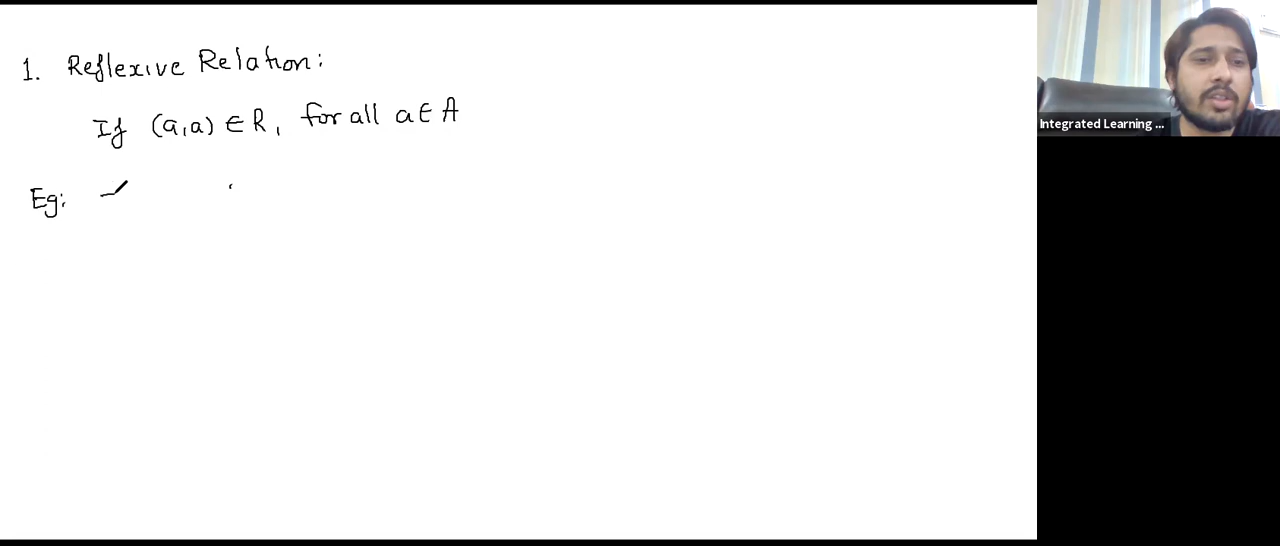 1. Reflexive Relation:
If (a,a) ∈ R, for all a ∈ A
Eg:
Integrated Learning ...